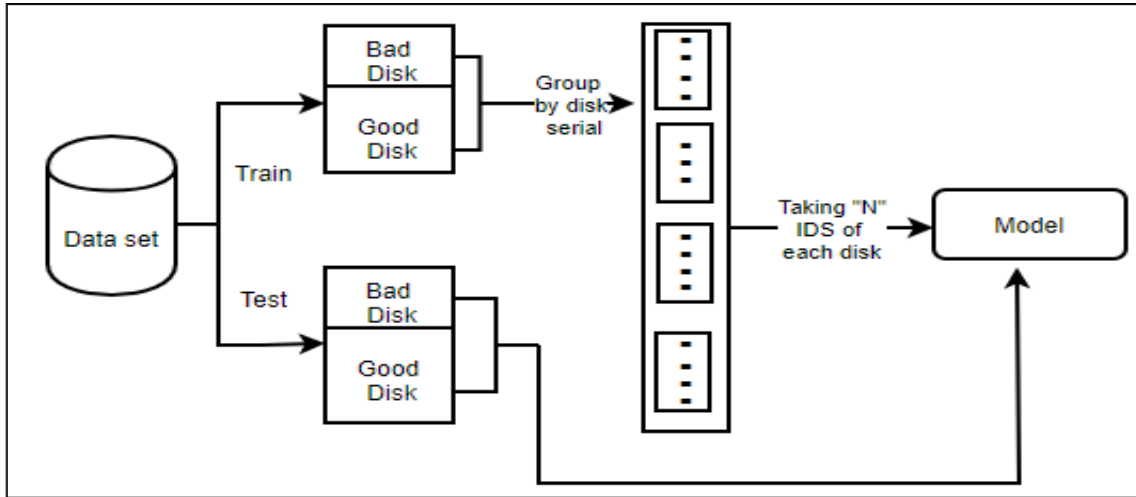 Data set
Train
Test
Bad
Disk
Good
Disk
Bad
Disk
Good
Disk
Group
by disk
serial
Taking "N"
IDS of
each disk
Model